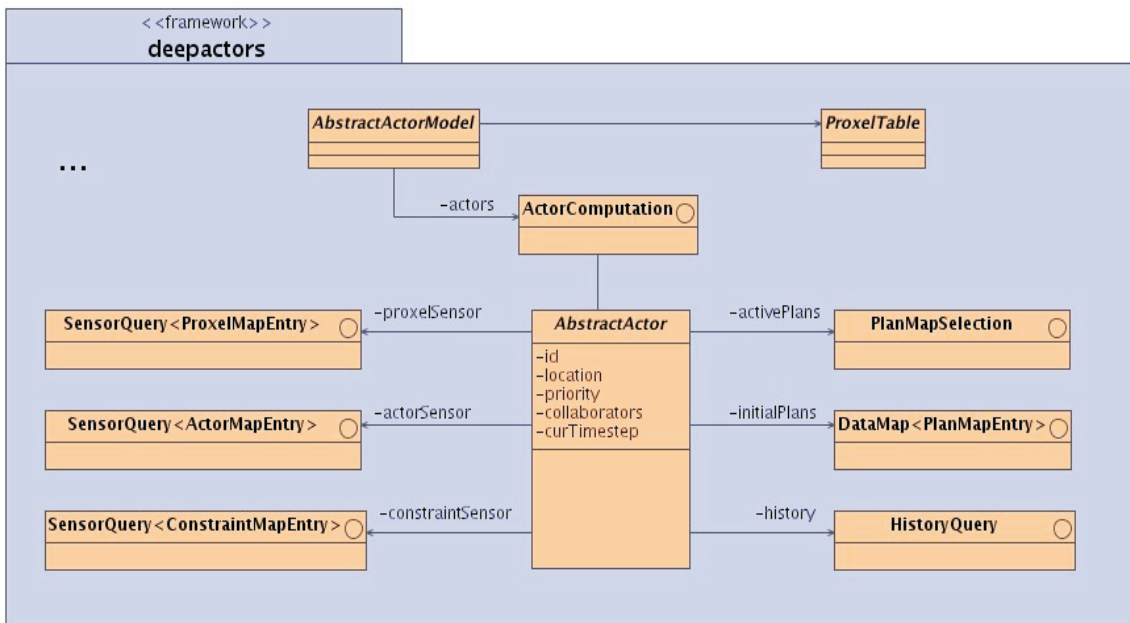 <<framework>>
deepactors
AbstractActorModel
ProxelTable
...
-actors
ActorComputation
SensorQuery<ProxelMapEntry>
-proxelSensor
AbstractActor
-activePlans
PlanMapSelection
-id
-location
-priority
-collaborators
-curTimestep
SensorQuery<ActorMapEntry>
-actorSensor
-initialPlans
DataMap<PlanMapEntry>
SensorQuery<ConstraintMapEntry>
-constraintSensor
-history
HistoryQuery